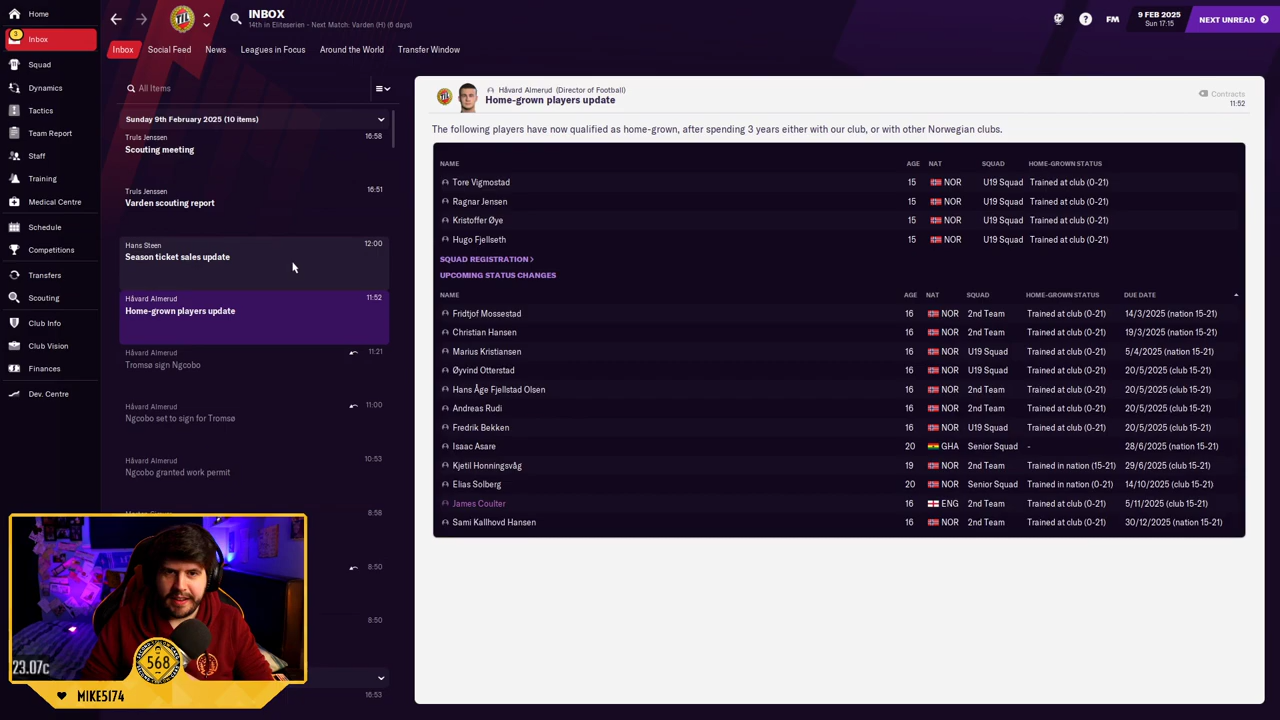 Home
3
Inbox
Squad
Dynamics
Tactics
Team Report
Staff
Training
Medical Centre
Schedule
Competitions
Transfers
Scouting
Club Info
Club Vision
Finances
Dev. Centre
TIL
INBOX
14th in Eliteserien - Next Match: Varden (H) (6 days)
?
FM
9 FEB 2025
Sun 17:15
NEXT UNREAD
Inbox
Social Feed
News
Leagues in Focus
Around the World
Transfer Window
All Items
Sunday 9th February 2025 (10 items)
Truls Jenssen 16:58
Scouting meeting
Truls Jenssen 16:51
Varden scouting report
Hans Steen 12:00
Season ticket sales update
Håvard Almerud 11:52
Home-grown players update
Håvard Almerud 11:21
Tromsø sign Ngcobo
Håvard Almerud 11:00
Ngcobo set to sign for Tromsø
Håvard Almerud 10:53
Ngcobo granted work permit
8:58
8:50
8:50
16:53
TIL
Håvard Almerud (Director of Football)
Home-grown players update
Contracts
11:52
The following players have now qualified as home-grown, after spending 3 years either with our club, or with other Norwegian clubs.
NAME AGE NAT SQUAD HOME-GROWN STATUS
Tore Vigmostad 15 NOR U19 Squad Trained at club (0-21)
Ragnar Jensen 15 NOR U19 Squad Trained at club (0-21)
Kristoffer Øye 15 NOR U19 Squad Trained at club (0-21)
Hugo Fjellseth 15 NOR U19 Squad Trained at club (0-21)
SQUAD REGISTRATION >
UPCOMING STATUS CHANGES
NAME AGE NAT SQUAD HOME-GROWN STATUS DUE DATE
Fridtjof Mossestad 16 NOR 2nd Team Trained at club (0-21) 14/3/2025 (nation 15-21)
Christian Hansen 16 NOR 2nd Team Trained at club (0-21) 19/3/2025 (nation 15-21)
Marius Kristiansen 16 NOR U19 Squad Trained at club (0-21) 5/4/2025 (nation 15-21)
Øyvind Otterstad 16 NOR U19 Squad Trained at club (0-21) 20/5/2025 (club 15-21)
Hans Åge Fjellstad Olsen 16 NOR 2nd Team Trained at club (0-21) 20/5/2025 (club 15-21)
Andreas Rudi 16 NOR 2nd Team Trained at club (0-21) 20/5/2025 (club 15-21)
Fredrik Bekken 16 NOR U19 Squad Trained at club (0-21) 20/5/2025 (club 15-21)
Isaac Asare 20 GHA Senior Squad - 28/6/2025 (nation 15-21)
Kjetil Honningsvåg 19 NOR 2nd Team Trained in nation (15-21) 29/6/2025 (club 15-21)
Elias Solberg 20 NOR Senior Squad Trained in nation (0-21) 14/10/2025 (club 15-21)
James Coulter 16 ENG 2nd Team Trained at club (0-21) 5/11/2025 (club 15-21)
Sami Kallhovd Hansen 16 NOR 2nd Team Trained at club (0-21) 30/12/2025 (nation 15-21)
23.07c
568
MIKE5174